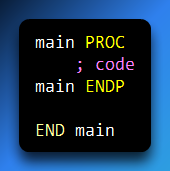 main PROC
    ; code
main ENDP

END main